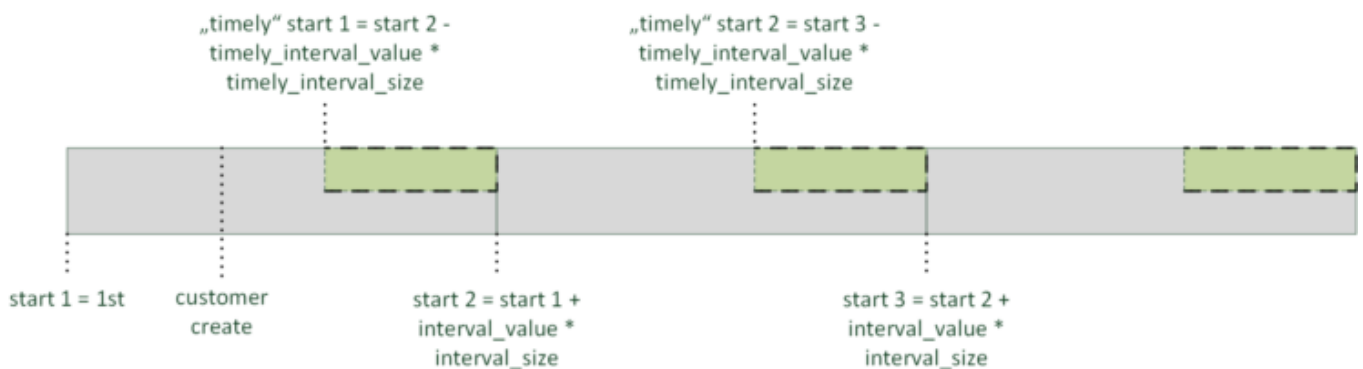 „timely“ start 1 = start 2 -
timely_interval_value *
timely_interval_size
„timely“ start 2 = start 3 -
timely_interval_value *
timely_interval_size
start 1 = 1st
customer
create
start 2 = start 1 +
interval_value *
interval_size
start 3 = start 2 +
interval_value *
interval_size